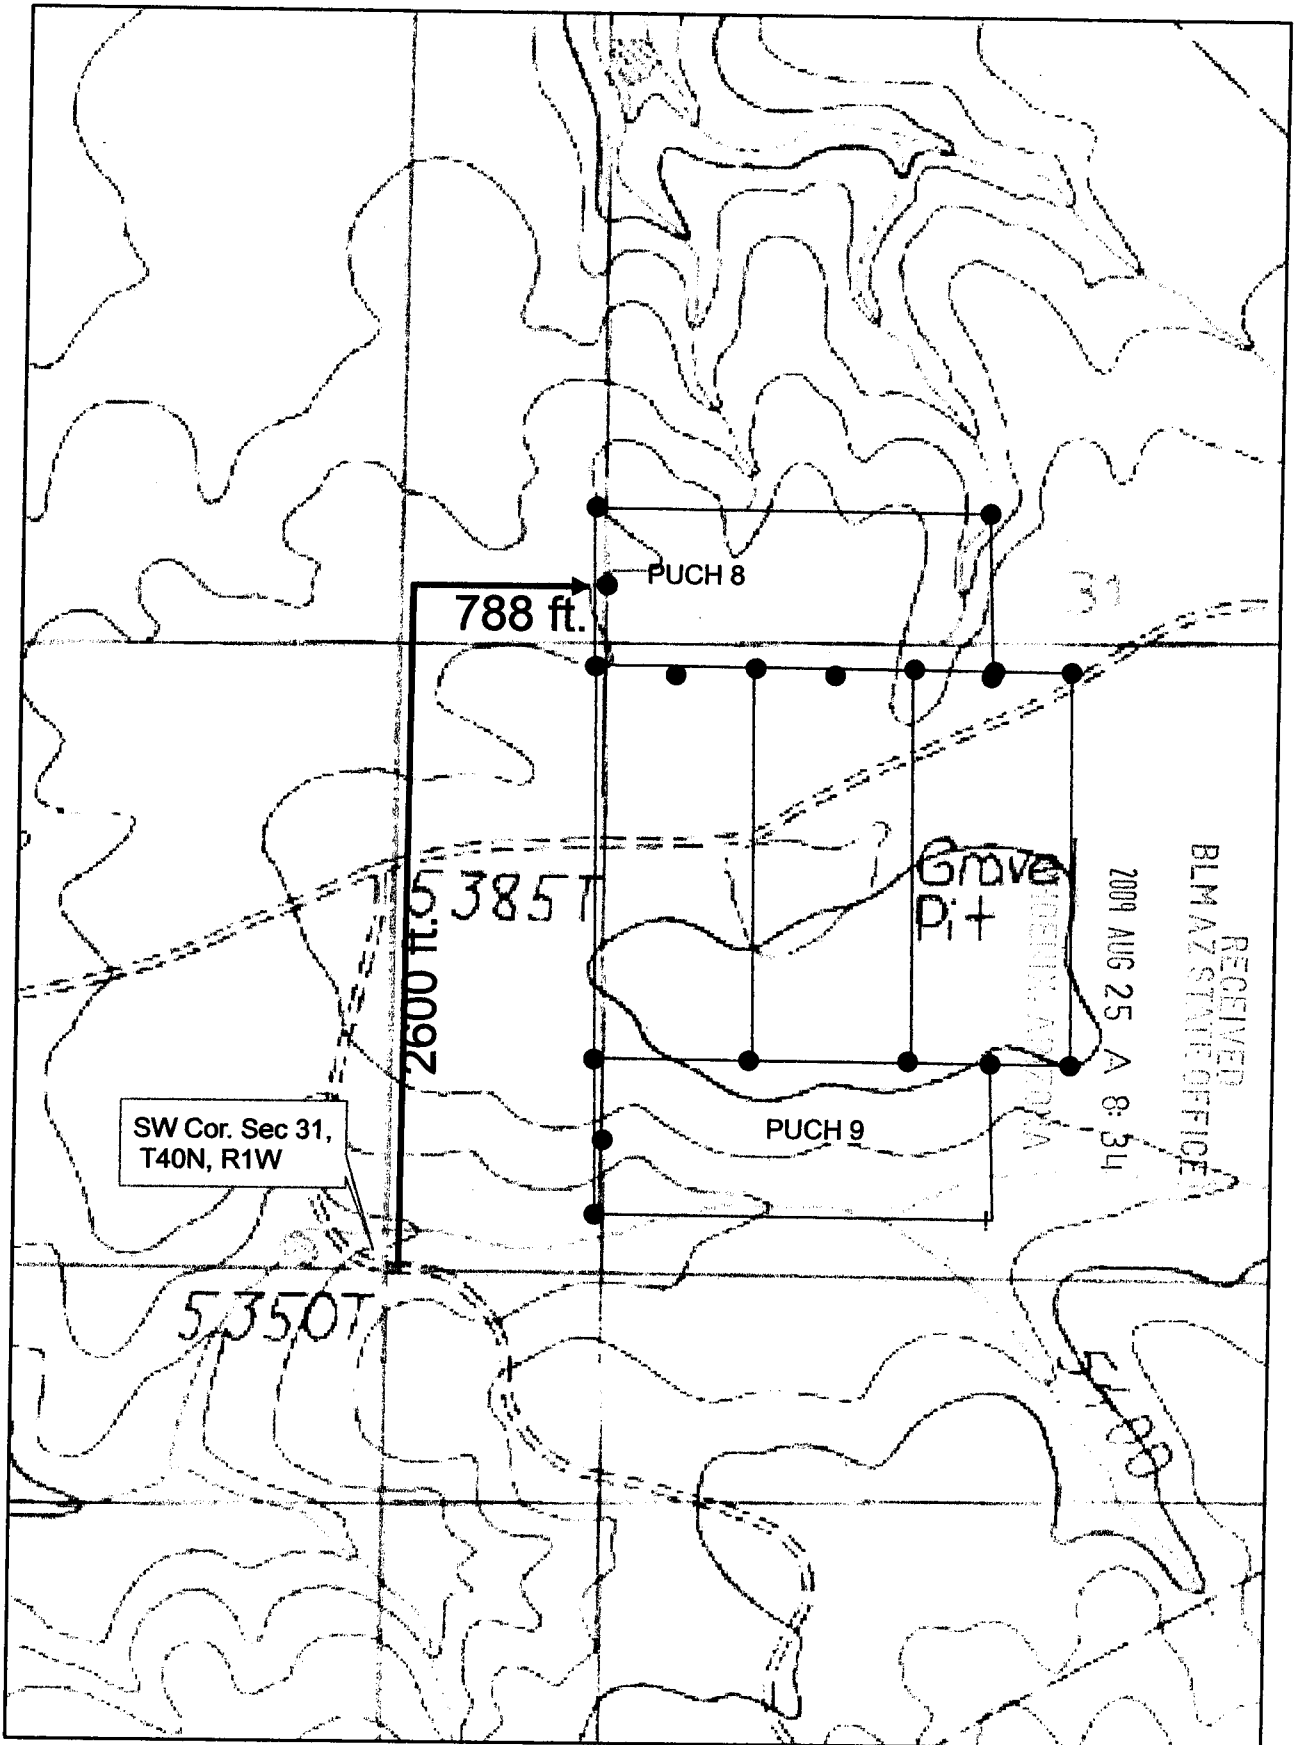 PUCH 8
31
788 ft.
5385T
2600 ft.
Grave
Pit
RECEIVED
BLM AZ STATE OFFICE
2009 AUG 25 A 8:34
SW Cor. Sec 31,
T40N, R1W
PUCH 9
5350T
5400